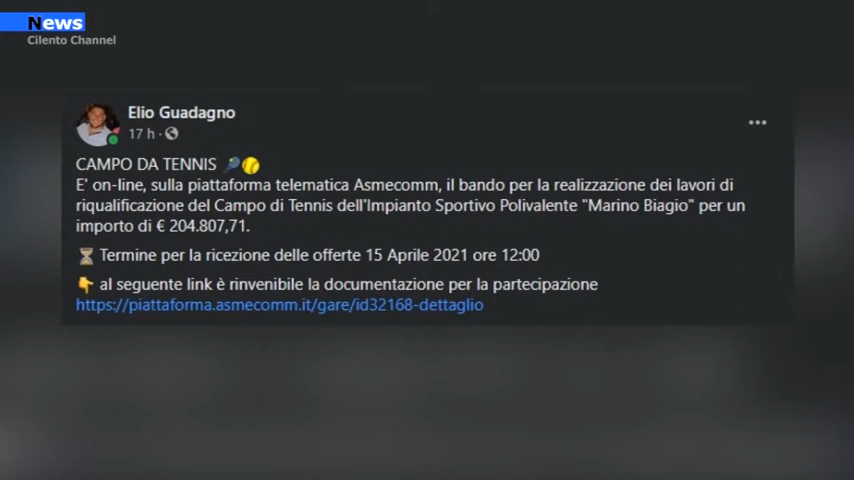 News
Cilento Channel
Elio Guadagno
17 h ·
CAMPO DA TENNIS
E' on-line, sulla piattaforma telematica Asmecomm, il bando per la realizzazione dei lavori di
riqualificazione del Campo di Tennis dell'Impianto Sportivo Polivalente "Marino Biagio" per un
importo di € 204.807,71.
Termine per la ricezione delle offerte 15 Aprile 2021 ore 12:00
al seguente link è rinvenibile la documentazione per la partecipazione
https://piattaforma.asmecomm.it/gare/id32168-dettaglio